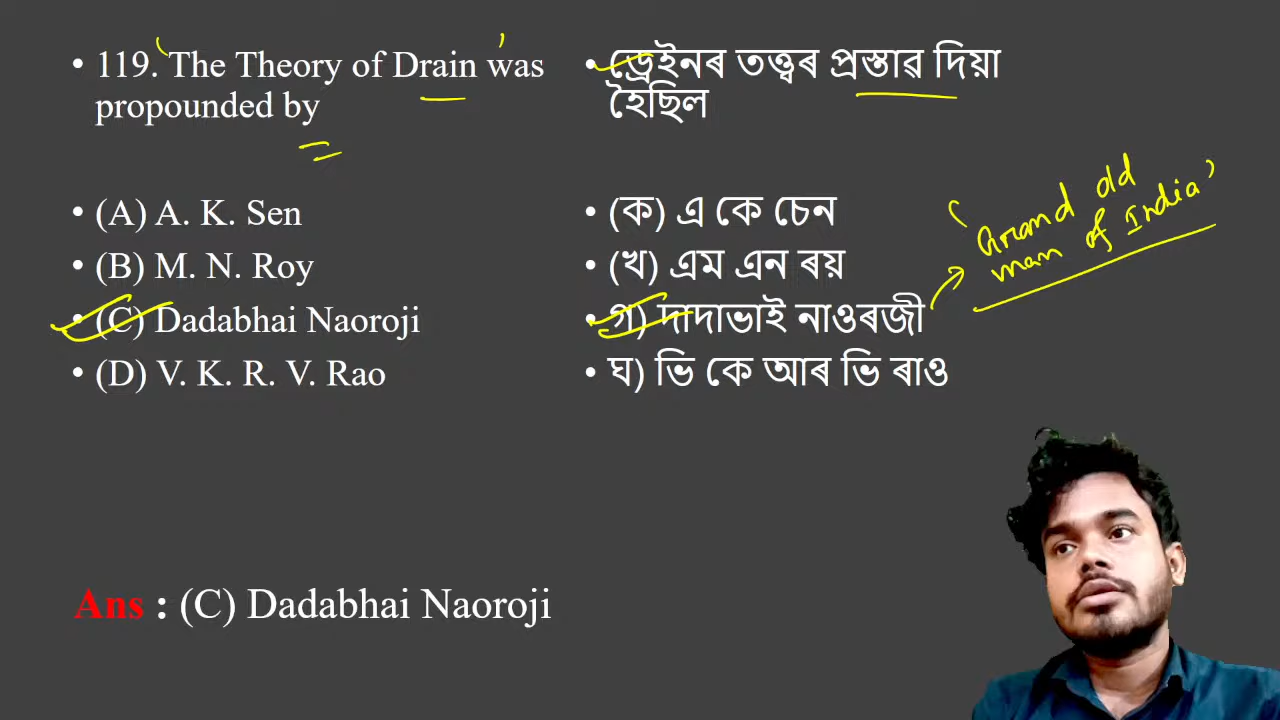 • 119. The Theory of Drain was
propounded by
• (A) A. K. Sen
• (B) M. N. Roy
• (C) Dadabhai Naoroji
• (D) V. K. R. V. Rao
• ড্ৰেইনৰ তত্ত্বৰ প্ৰস্তাৱ দিয়া
হৈছিল
• (ক) এ কে চেন
• (খ) এম এন ৰয়
• গ) দাদাভাই নাওৰজী
• ঘ) ভি কে আৰ ভি ৰাও
'Grand old
man of India'
Ans : (C) Dadabhai Naoroji